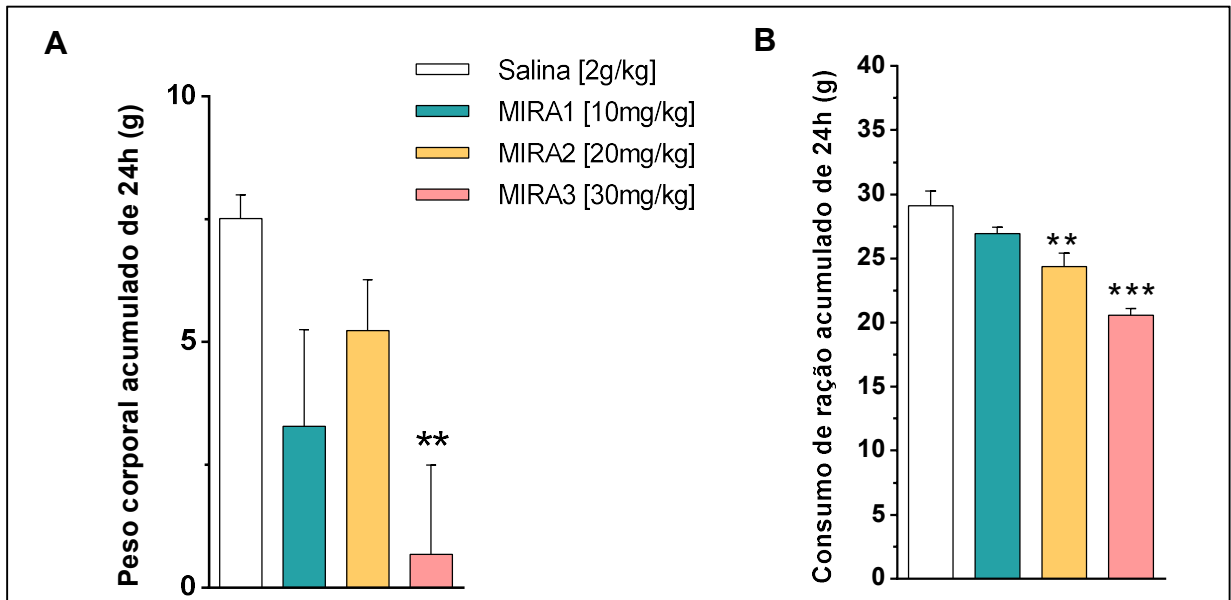 A
Salina [2g/kg]
MIRA1 [10mg/kg]
MIRA2 [20mg/kg]
MIRA3 [30mg/kg]
Peso corporal acumulado de 24h (g)
10
5
0
**
B
Consumo de ração acumulado de 24h (g)
40
35
30
25
20
15
10
5
0
**
***